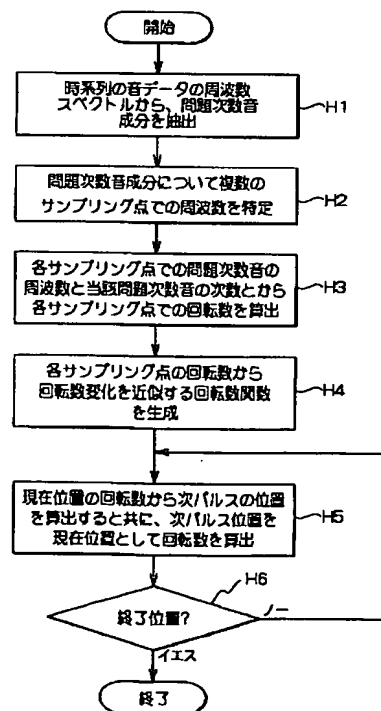 開始
時系列の音データの周波数
スペクトルから、問題次数音
成分を抽出
H1
問題次数音成分について複数の
サンプリング点での周波数を特定
H2
各サンプリング点での問題次数音の
周波数と当該問題次数音の次数とから
各サンプリング点での回転数を算出
H3
各サンプリング点の回転数から
回転数変化を近似する回転数関数
を生成
H4
現在位置の回転数から次パルスの位置
を算出すると共に、次パルス位置を
現在位置として回転数を算出
H5
H6
終了位置?
ノー
イエス
終了